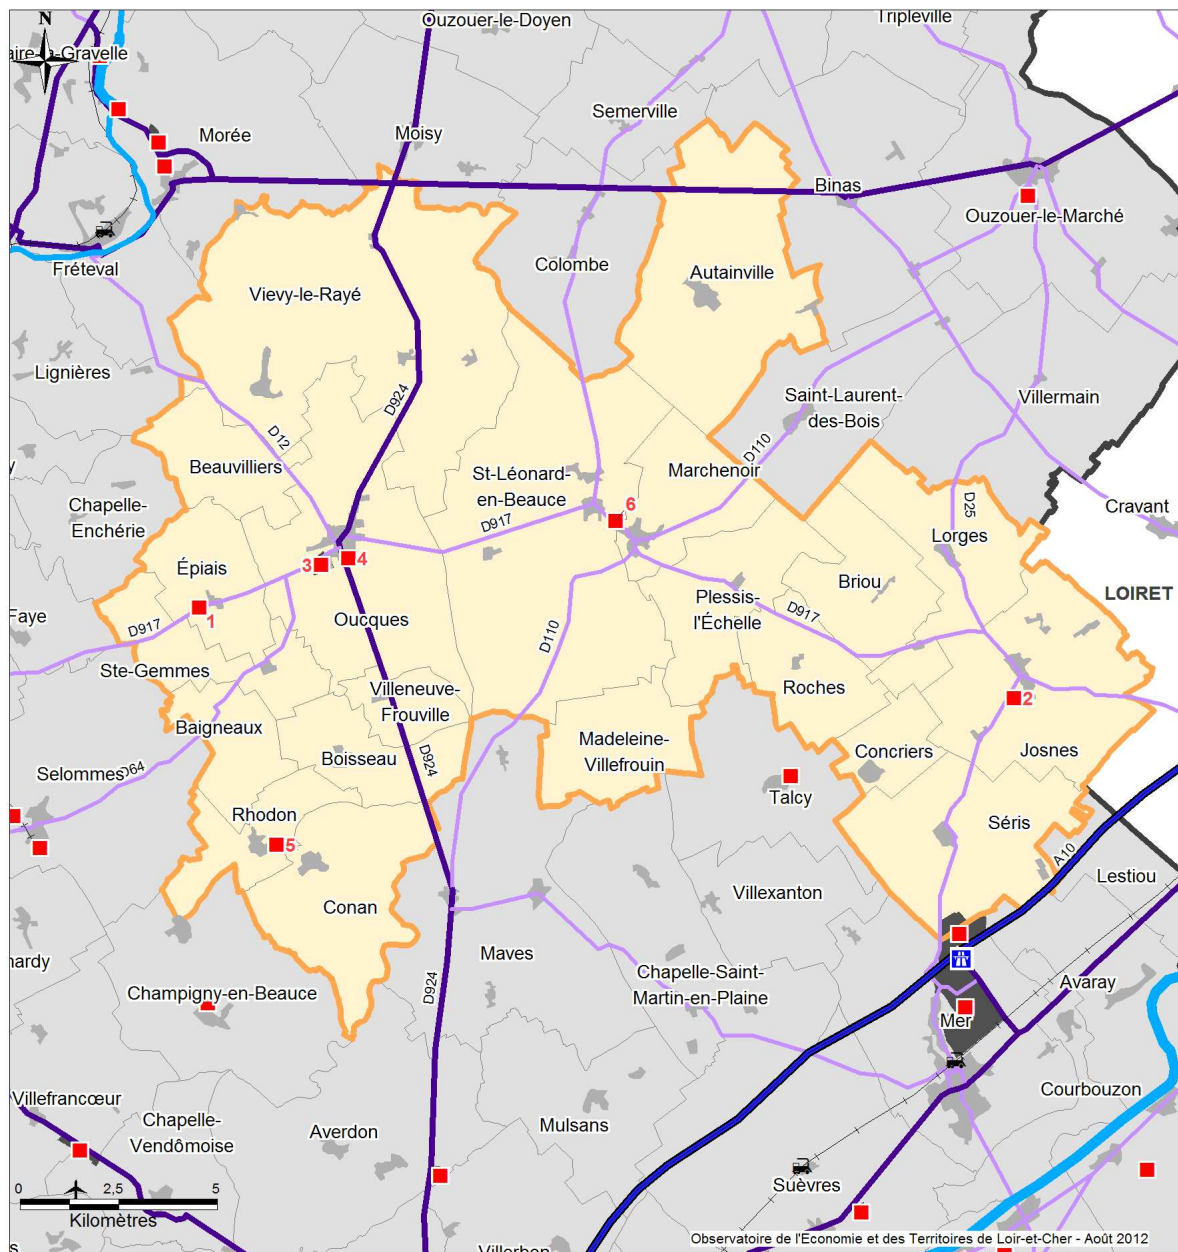 N
Ouzouer-le-Doyen
Tripleville
aire-la-Gravelle
Semerville
Morée
Moisy
Binas
Ouzouer-le-Marché
Fréteval
Colombe
Autainville
Vievy-le-Rayé
Lignières
D924
Saint-Laurent-
des-Bois
Villermain
D12
D110
Beauvilliers
St-Léonard-
en-Beauce
Marchenoir
Chapelle-
Enchérie
D917
6
D25
Cravant
Lorges
3
4
Épiais
Briou
LOIRET
Faye
1
D917
Oucques
Plessis-
l'Échelle
D917
D110
Ste-Gemmes
Roches
Villeneuve-
Frouville
2
Baigneaux
Madeleine-
Villefrouin
Concriers
Josnes
Boisseau
D924
Selommes
D64
Talcy
Rhodon
Séris
5
A10
Lestiou
Villexanton
Conan
Maves
hardy
Chapelle-Saint-
Martin-en-Plaine
Avaray
Champigny-en-Beauce
D924
Mer
Villefrancœur
Courbouzon
Chapelle-
Vendômoise
Averdon
Mulsans
Suèvres
0 2,5 5
Kilomètres
Observatoire de l'Economie et des Territoires de Loir-et-Cher - Août 2012
s
Villerbon